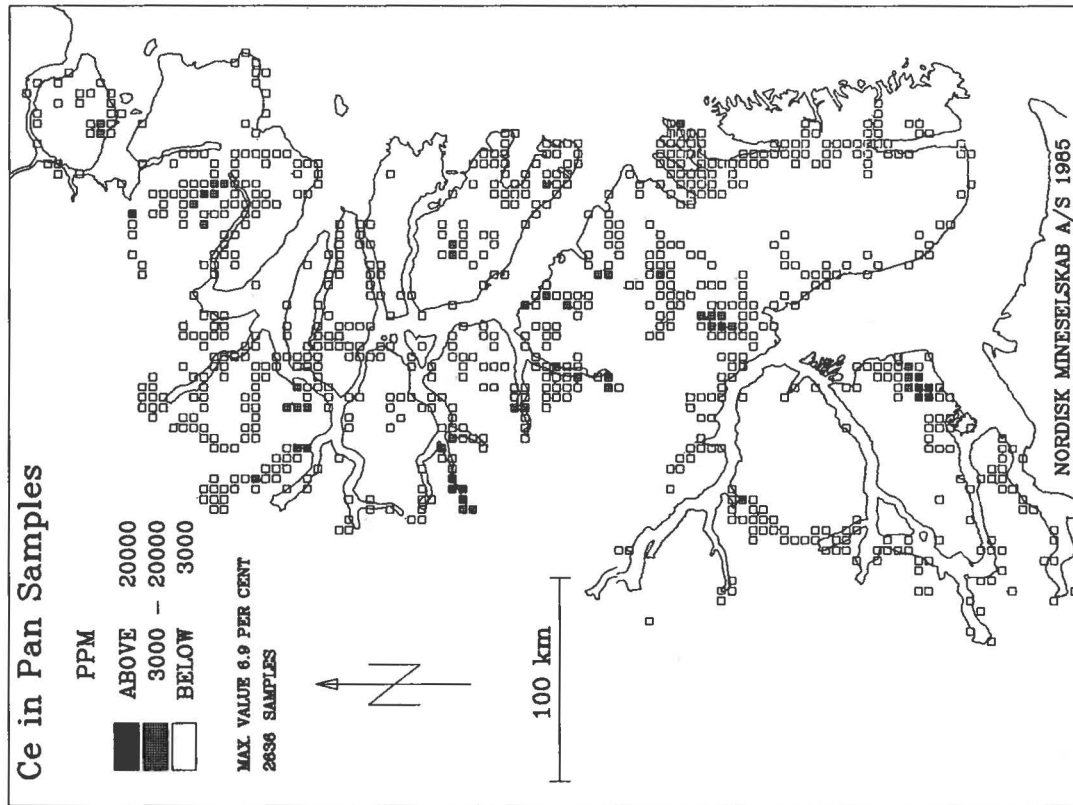 Ce in Pan Samples
PPM
ABOVE 20000
3000 - 20000
BELOW 3000
MAX. VALUE 6.9 PER CENT
2636 SAMPLES
N
100 km
NORDISK MINESELSKAB A/S 1985